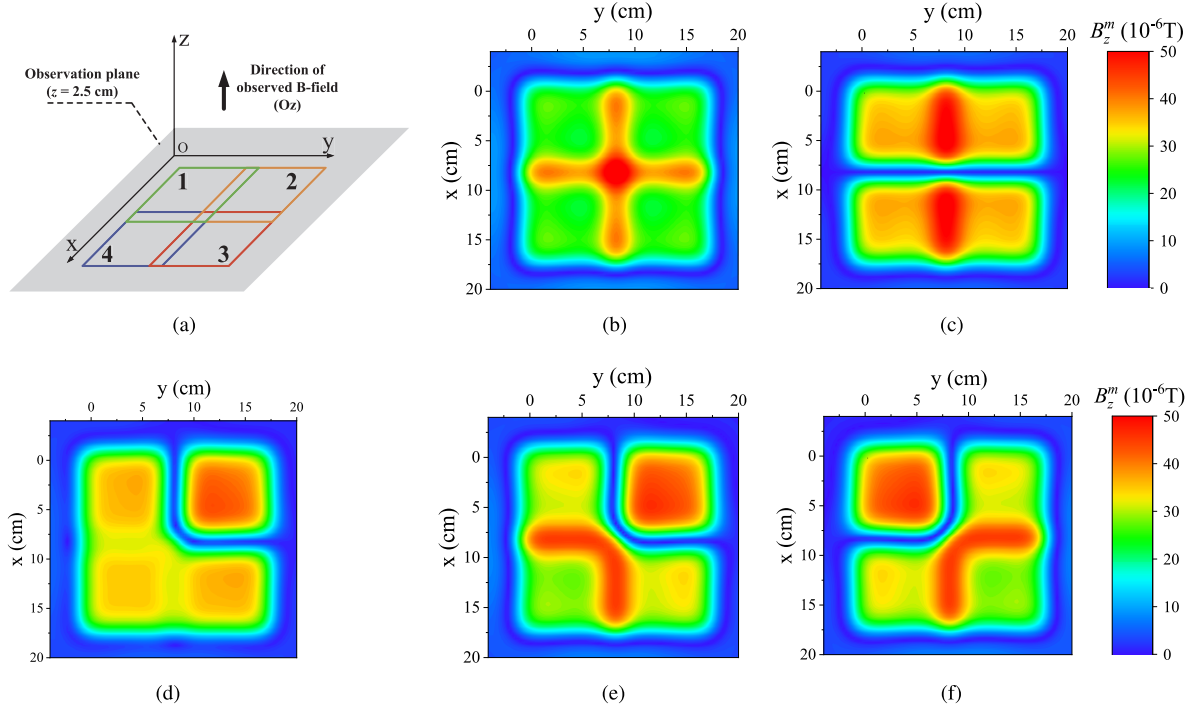 Observation plane
(z = 2.5 cm)
Direction of
observed B-field
(Oz)
z
O
y
x
1
2
3
4
(a)
y (cm)
0 5 10 15 20
x (cm)
0
5
10
15
20
(b)
y (cm)
0 5 10 15 20
x (cm)
0
5
10
15
20
(c)
B_z^m (10^-6T)
50
40
30
20
10
0
y (cm)
0 5 10 15 20
x (cm)
0
5
10
15
20
(d)
y (cm)
0 5 10 15 20
x (cm)
0
5
10
15
20
(e)
y (cm)
0 5 10 15 20
x (cm)
0
5
10
15
20
(f)
B_z^m (10^-6T)
50
40
30
20
10
0